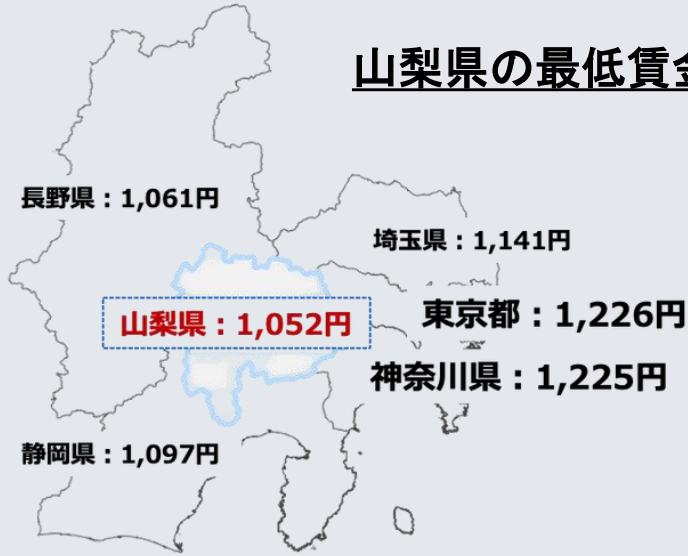 山梨県の最低賃金
長野県：1,061円
埼玉県：1,141円
山梨県：1,052円
東京都：1,226円
神奈川県：1,225円
静岡県：1,097円